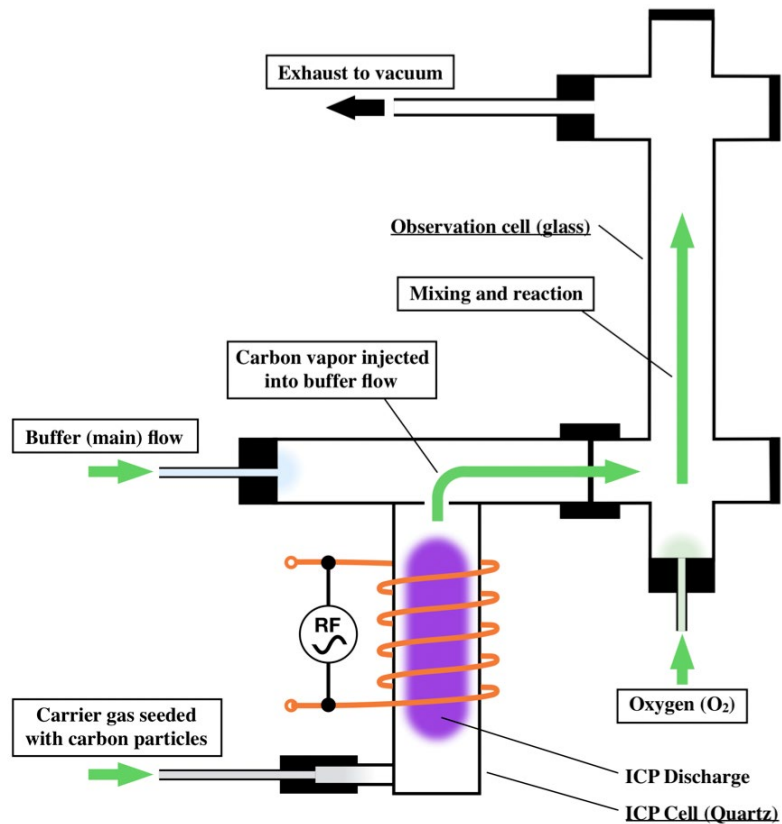 Exhaust to vacuum
Observation cell (glass)
Mixing and reaction
Carbon vapor injected
into buffer flow
Buffer (main) flow
RF
Oxygen (O₂)
Carrier gas seeded
with carbon particles
ICP Discharge
ICP Cell (Quartz)